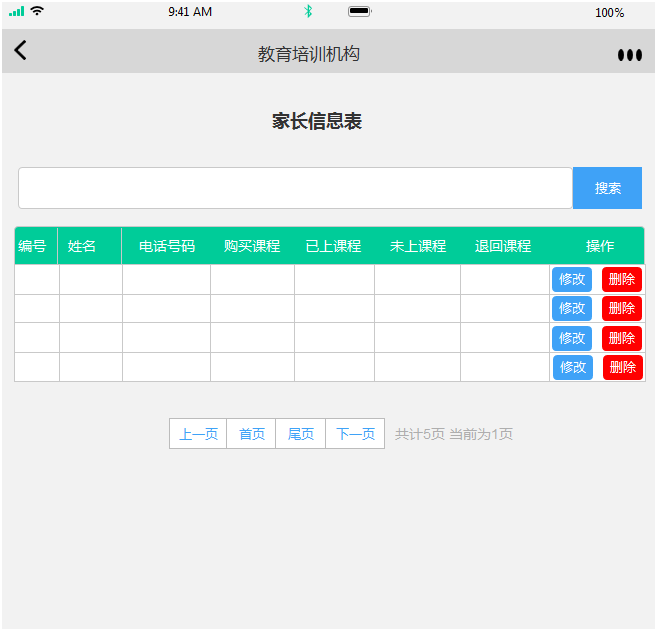 9:41 AM 100%
教育培训机构
家长信息表
搜索
编号 姓名 电话号码 购买课程 已上课程 未上课程 退回课程 操作
修改 删除
修改 删除
修改 删除
修改 删除
上一页 首页 尾页 下一页 共计5页 当前为1页